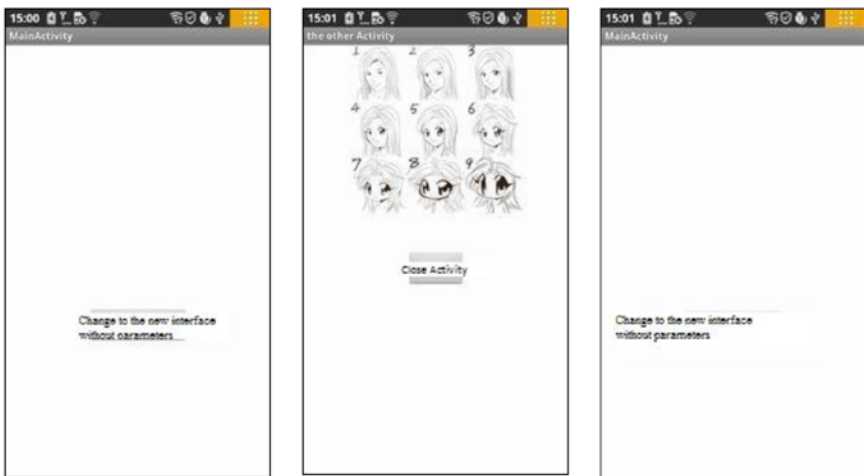 15:00
MainActivity
Change to the new interface
without parameters
15:01
the other Activity
1 2 3
4 5 6
7 8 9
Close Activity
15:01
MainActivity
Change to the new interface
without parameters